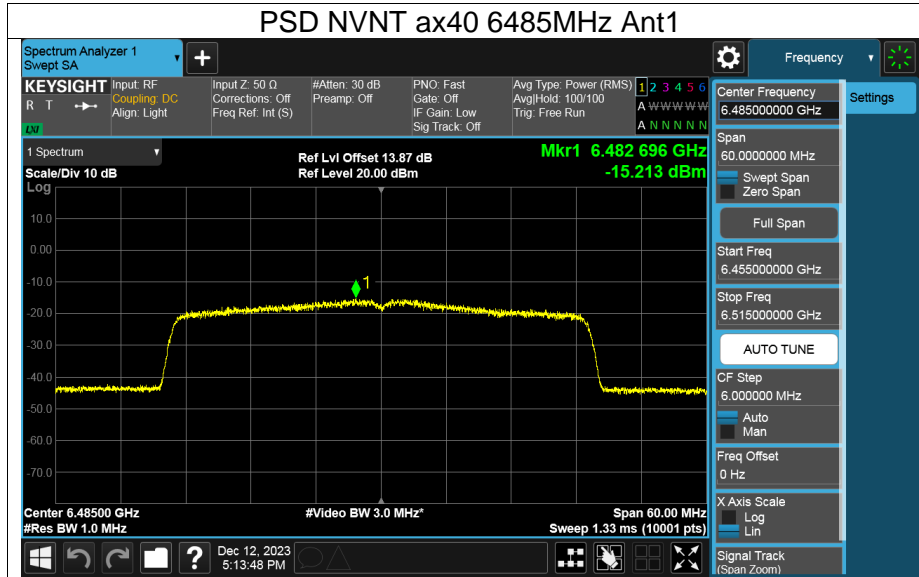 PSD NVNT ax40 6485MHz Ant1
Spectrum Analyzer 1
Swept SA
▼
+
Frequency
▼
KEYSIGHT
R T
LXI
Input: RF
Coupling: DC
Align: Light
Input Z: 50 Ω
Corrections: Off
Freq Ref: Int (S)
#Atten: 30 dB
Preamp: Off
PNO: Fast
Gate: Off
IF Gain: Low
Sig Track: Off
Avg Type: Power (RMS)
Avg|Hold: 100/100
Trig: Free Run
1 2 3 4 5 6
A W W W W W
A N N N N N
Center Frequency
6.485000000 GHz
Settings
1 Spectrum
▼
Scale/Div 10 dB
Ref Lvl Offset 13.87 dB
Ref Level 20.00 dBm
Mkr1 6.482 696 GHz
-15.213 dBm
Span
60.0000000 MHz
Swept Span
Zero Span
Full Span
Start Freq
6.455000000 GHz
Stop Freq
6.515000000 GHz
AUTO TUNE
CF Step
6.000000 MHz
Auto
Man
Freq Offset
0 Hz
X Axis Scale
Log
Lin
Signal Track
(Span Zoom)
Log
10.0
0.00
-10.0
-20.0
-30.0
-40.0
-50.0
-60.0
-70.0
1
Center 6.48500 GHz
#Res BW 1.0 MHz
#Video BW 3.0 MHz*
Span 60.00 MHz
Sweep 1.33 ms (10001 pts)
?
Dec 12, 2023
5:13:48 PM